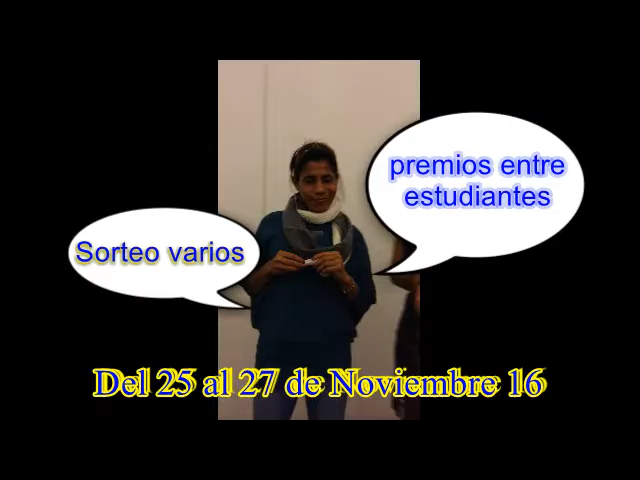 Sorteo varios
premios entre
estudiantes
Del 25 al 27 de Noviembre 16